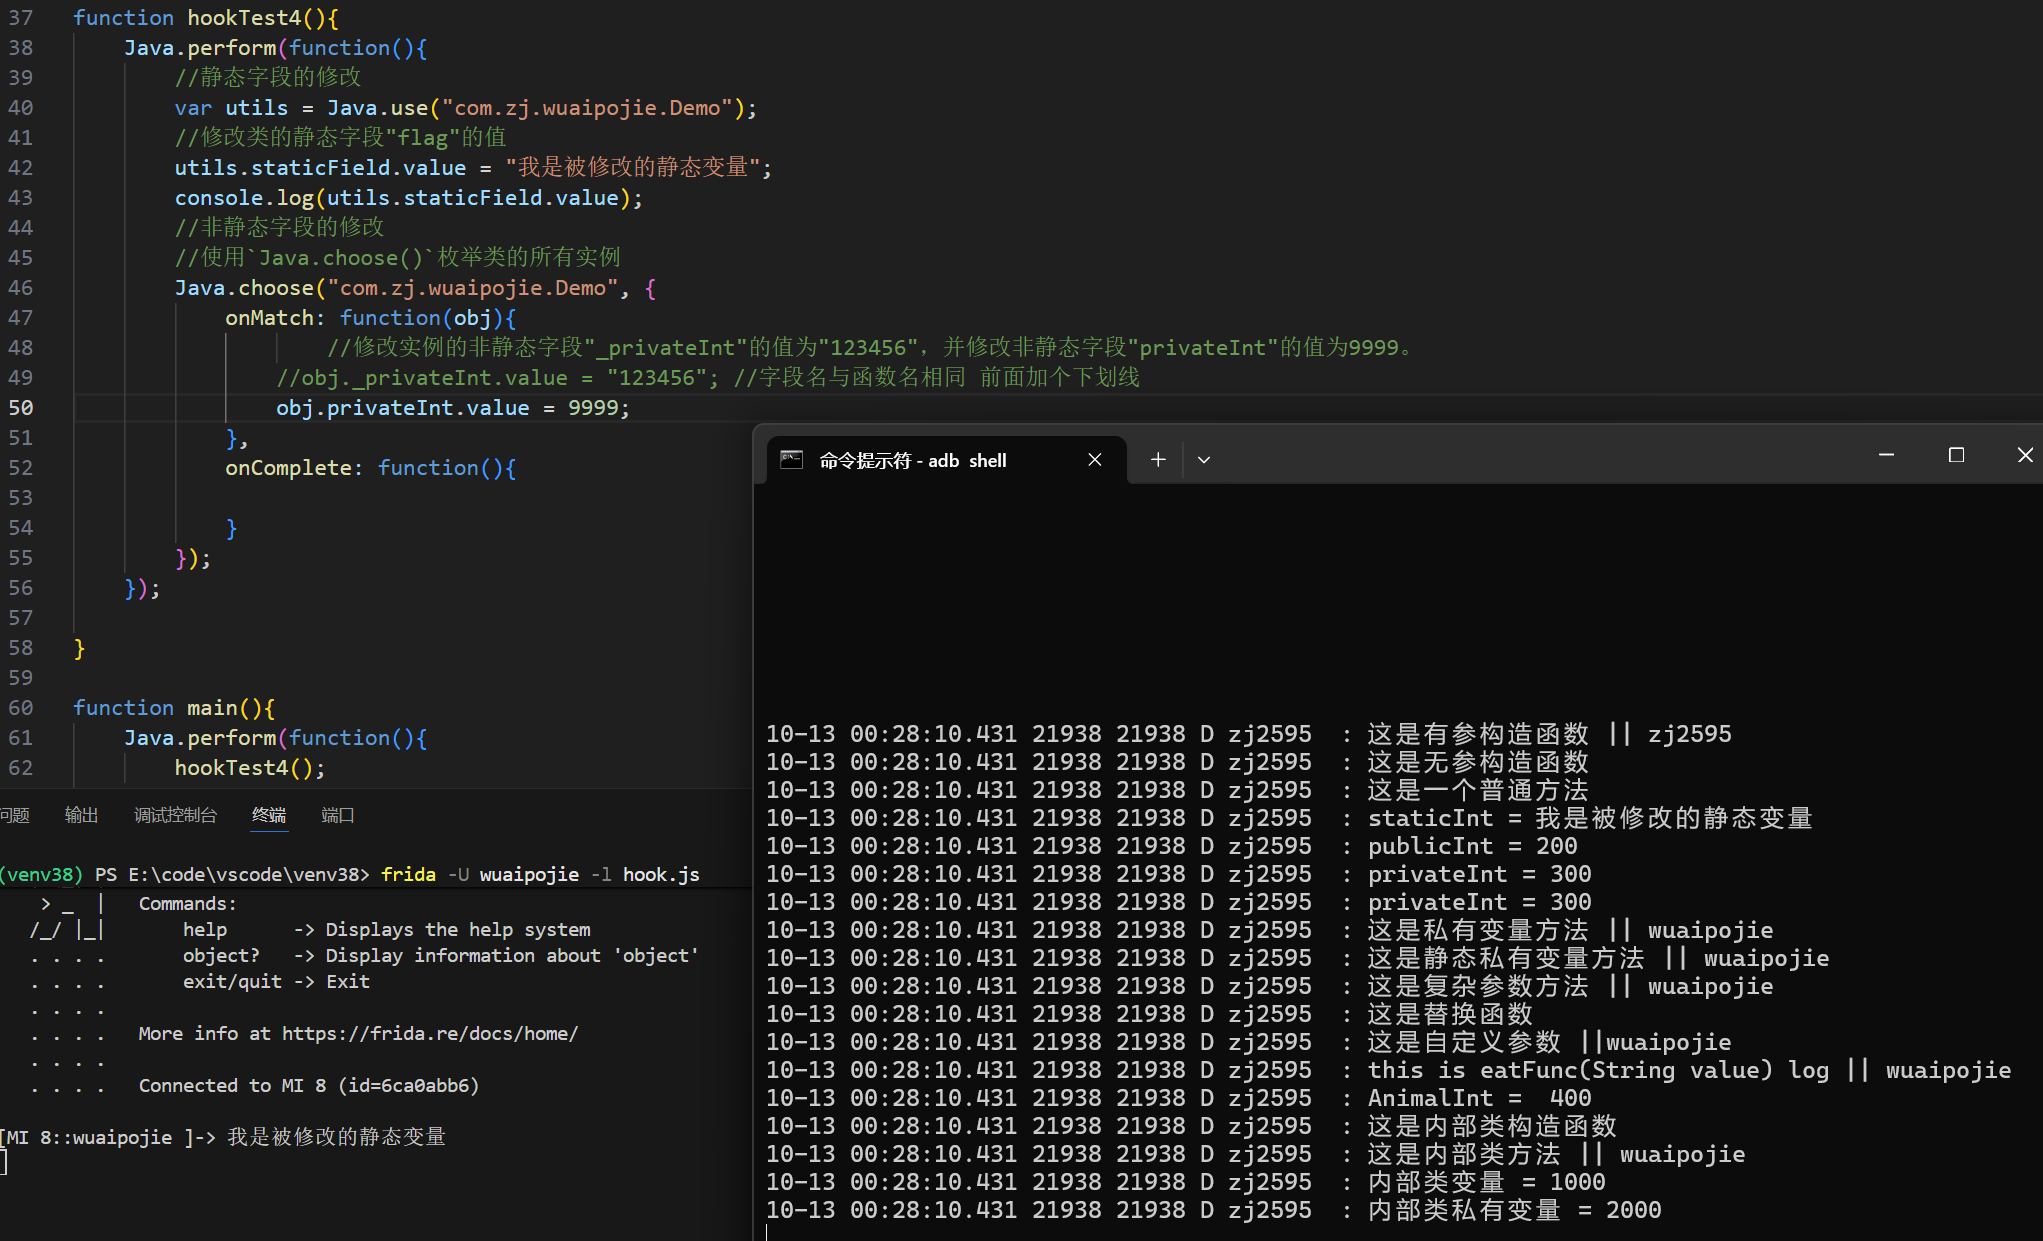 37 function hookTest4(){
38 Java.perform(function(){
39 //静态字段的修改
40 var utils = Java.use("com.zj.wuaipojie.Demo");
41 //修改类的静态字段"flag"的值
42 utils.staticField.value = "我是被修改的静态变量";
43 console.log(utils.staticField.value);
44 //非静态字段的修改
45 //使用`Java.choose()`枚举类的所有实例
46 Java.choose("com.zj.wuaipojie.Demo", {
47 onMatch: function(obj){
48 //修改实例的非静态字段"_privateInt"的值为"123456"，并修改非静态字段"privateInt"的值为9999。
49 //obj._privateInt.value = "123456"; //字段名与函数名相同 前面加个下划线
50 obj.privateInt.value = 9999;
51 },
52 onComplete: function(){
53
54 }
55 });
56 });
57
58 }
59
60 function main(){
61 Java.perform(function(){
62 hookTest4();
问题 输出 调试控制台 终端 端口
(venv38) PS E:\code\vscode\venv38> frida -U wuaipojie -l hook.js
> _ | Commands:
/_/ |_| help -> Displays the help system
. . . . object? -> Display information about 'object'
. . . . exit/quit -> Exit
. . . .
. . . . More info at https://frida.re/docs/home/
. . . .
. . . . Connected to MI 8 (id=6ca0abb6)
[MI 8::wuaipojie ]-> 我是被修改的静态变量
命令提示符 - adb shell
10-13 00:28:10.431 21938 21938 D zj2595 : 这是有参构造函数 || zj2595
10-13 00:28:10.431 21938 21938 D zj2595 : 这是无参构造函数
10-13 00:28:10.431 21938 21938 D zj2595 : 这是一个普通方法
10-13 00:28:10.431 21938 21938 D zj2595 : staticInt = 我是被修改的静态变量
10-13 00:28:10.431 21938 21938 D zj2595 : publicInt = 200
10-13 00:28:10.431 21938 21938 D zj2595 : privateInt = 300
10-13 00:28:10.431 21938 21938 D zj2595 : privateInt = 300
10-13 00:28:10.431 21938 21938 D zj2595 : 这是私有变量方法 || wuaipojie
10-13 00:28:10.431 21938 21938 D zj2595 : 这是静态私有变量方法 || wuaipojie
10-13 00:28:10.431 21938 21938 D zj2595 : 这是复杂参数方法 || wuaipojie
10-13 00:28:10.431 21938 21938 D zj2595 : 这是替换函数
10-13 00:28:10.431 21938 21938 D zj2595 : 这是自定义参数 ||wuaipojie
10-13 00:28:10.431 21938 21938 D zj2595 : this is eatFunc(String value) log || wuaipojie
10-13 00:28:10.431 21938 21938 D zj2595 : AnimalInt =  400
10-13 00:28:10.431 21938 21938 D zj2595 : 这是内部类构造函数
10-13 00:28:10.431 21938 21938 D zj2595 : 这是内部类方法 || wuaipojie
10-13 00:28:10.431 21938 21938 D zj2595 : 内部类变量 = 1000
10-13 00:28:10.431 21938 21938 D zj2595 : 内部类私有变量 = 2000